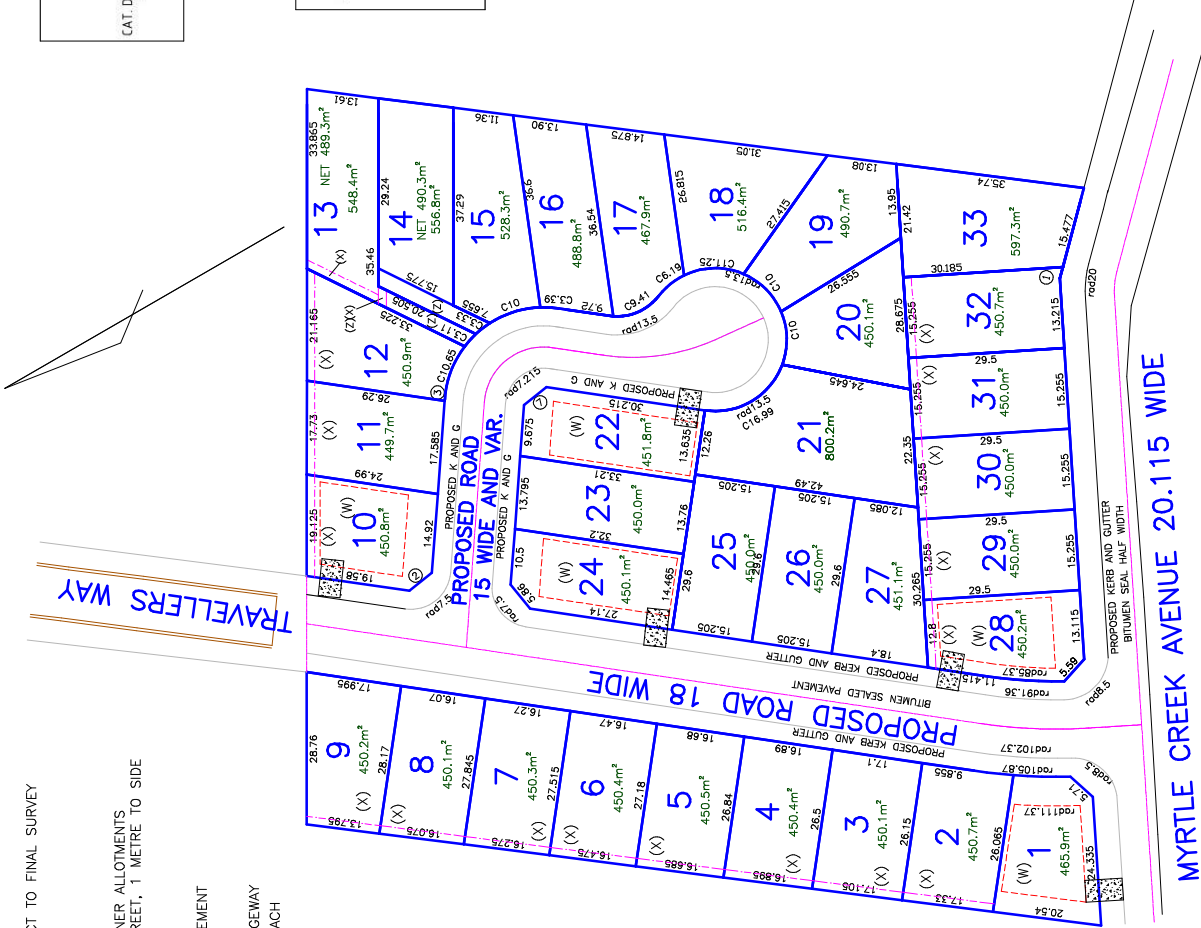 CAT. D
CT TO FINAL SURVEY
NER ALLOTMENTS
REET, 1 METRE TO SIDE
EMENT
GEWAY
ACH
TRAVELLERS WAY
PROPOSED ROAD
15 WIDE AND VAR.
PROPOSED ROAD 18 WIDE
MYRTLE CREEK AVENUE 20.115 WIDE
PROPOSED K AND G
PROPOSED K AND G
PROPOSED K AND G
PROPOSED KERB AND GUTTER
BITUMEN SEALED PAVEMENT
PROPOSED KERB AND GUTTER
PROPOSED KERB AND GUTTER
BITUMEN SEAL HALF WIDTH
13
NET 489.3m²
548.4m²
33.865
13.61
(X)
14
NET 490.3m²
556.8m²
29.24
35.46
15.775
15
528.3m²
37.29
11.36
7.655
16
488.8m²
36.6
13.90
C3.39
17
467.9m²
36.54
14.875
9.72
C9.41
C6.19
18
516.4m²
26.815
31.05
C11.25
rad13.5
19
490.7m²
27.415
13.08
13.95
C10
20
450.1m²
26.555
28.675
C10
21
800.2m²
24.645
22.35
42.49
12.26
rad13.5
C16.99
33
597.3m²
21.42
35.74
15.477
30.185
①
rad20
32
450.7m²
15.255
13.215
(X)
31
450.0m²
29.5
15.255
15.255
(X)
30
450.0m²
29.5
15.255
15.255
(X)
29
450.0m²
29.5
15.255
15.255
(X)
28
450.2m²
29.5
12.8
13.115
5.59
11.415
(X)
(W)
rad85.37
rad91.36
rad8.5
12
450.9m²
21.165
33.225
20.505
(X)
(Z)(X)
(Z)
C3.11
C3.33
C10.65
③
C10
11
449.7m²
17.73
26.29
17.585
(X)
10
450.8m²
19.125
24.99
14.92
19.58
(X)
(W)
②
rad7.5
22
451.8m²
(W)
30.215
13.635
9.675
⑦
rad7.215
rad13.5
23
450.0m²
33.21
13.795
13.76
24
450.1m²
(W)
32.2
10.5
5.86
27.14
14.465
rad7.5
25
450.0m²
15.205
29.6
15.205
26
450.0m²
29.6
15.205
15.205
27
451.1m²
29.6
12.085
18.4
30.265
9
450.2m²
28.76
17.995
13.795
(X)
8
450.1m²
28.17
16.07
16.075
(X)
7
450.3m²
27.845
16.27
16.275
(X)
6
450.4m²
27.515
16.47
16.475
(X)
5
450.5m²
27.18
16.68
16.685
(X)
4
450.4m²
26.84
16.89
16.895
(X)
3
450.1m²
26.5
17.1
17.105
(X)
2
450.7m²
26.15
9.855
17.33
(X)
1
465.9m²
(W)
26.065
20.54
24.335
5.71
rad111.37
rad105.87
rad102.37
rad8.5